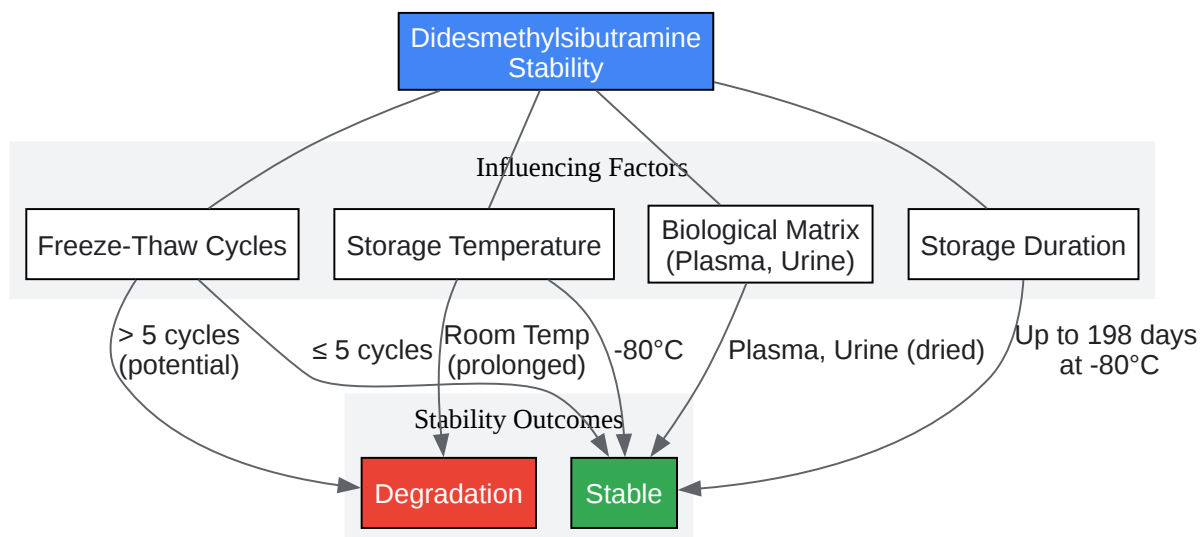 Didesmethylsibutramine
Stability
Influencing Factors
Freeze-Thaw Cycles
Storage Temperature
Biological Matrix
(Plasma, Urine)
Storage Duration
> 5 cycles
(potential)
≤ 5 cycles
Room Temp
(prolonged)
-80°C
Plasma, Urine (dried)
Up to 198 days
at -80°C
Stability Outcomes
Degradation
Stable